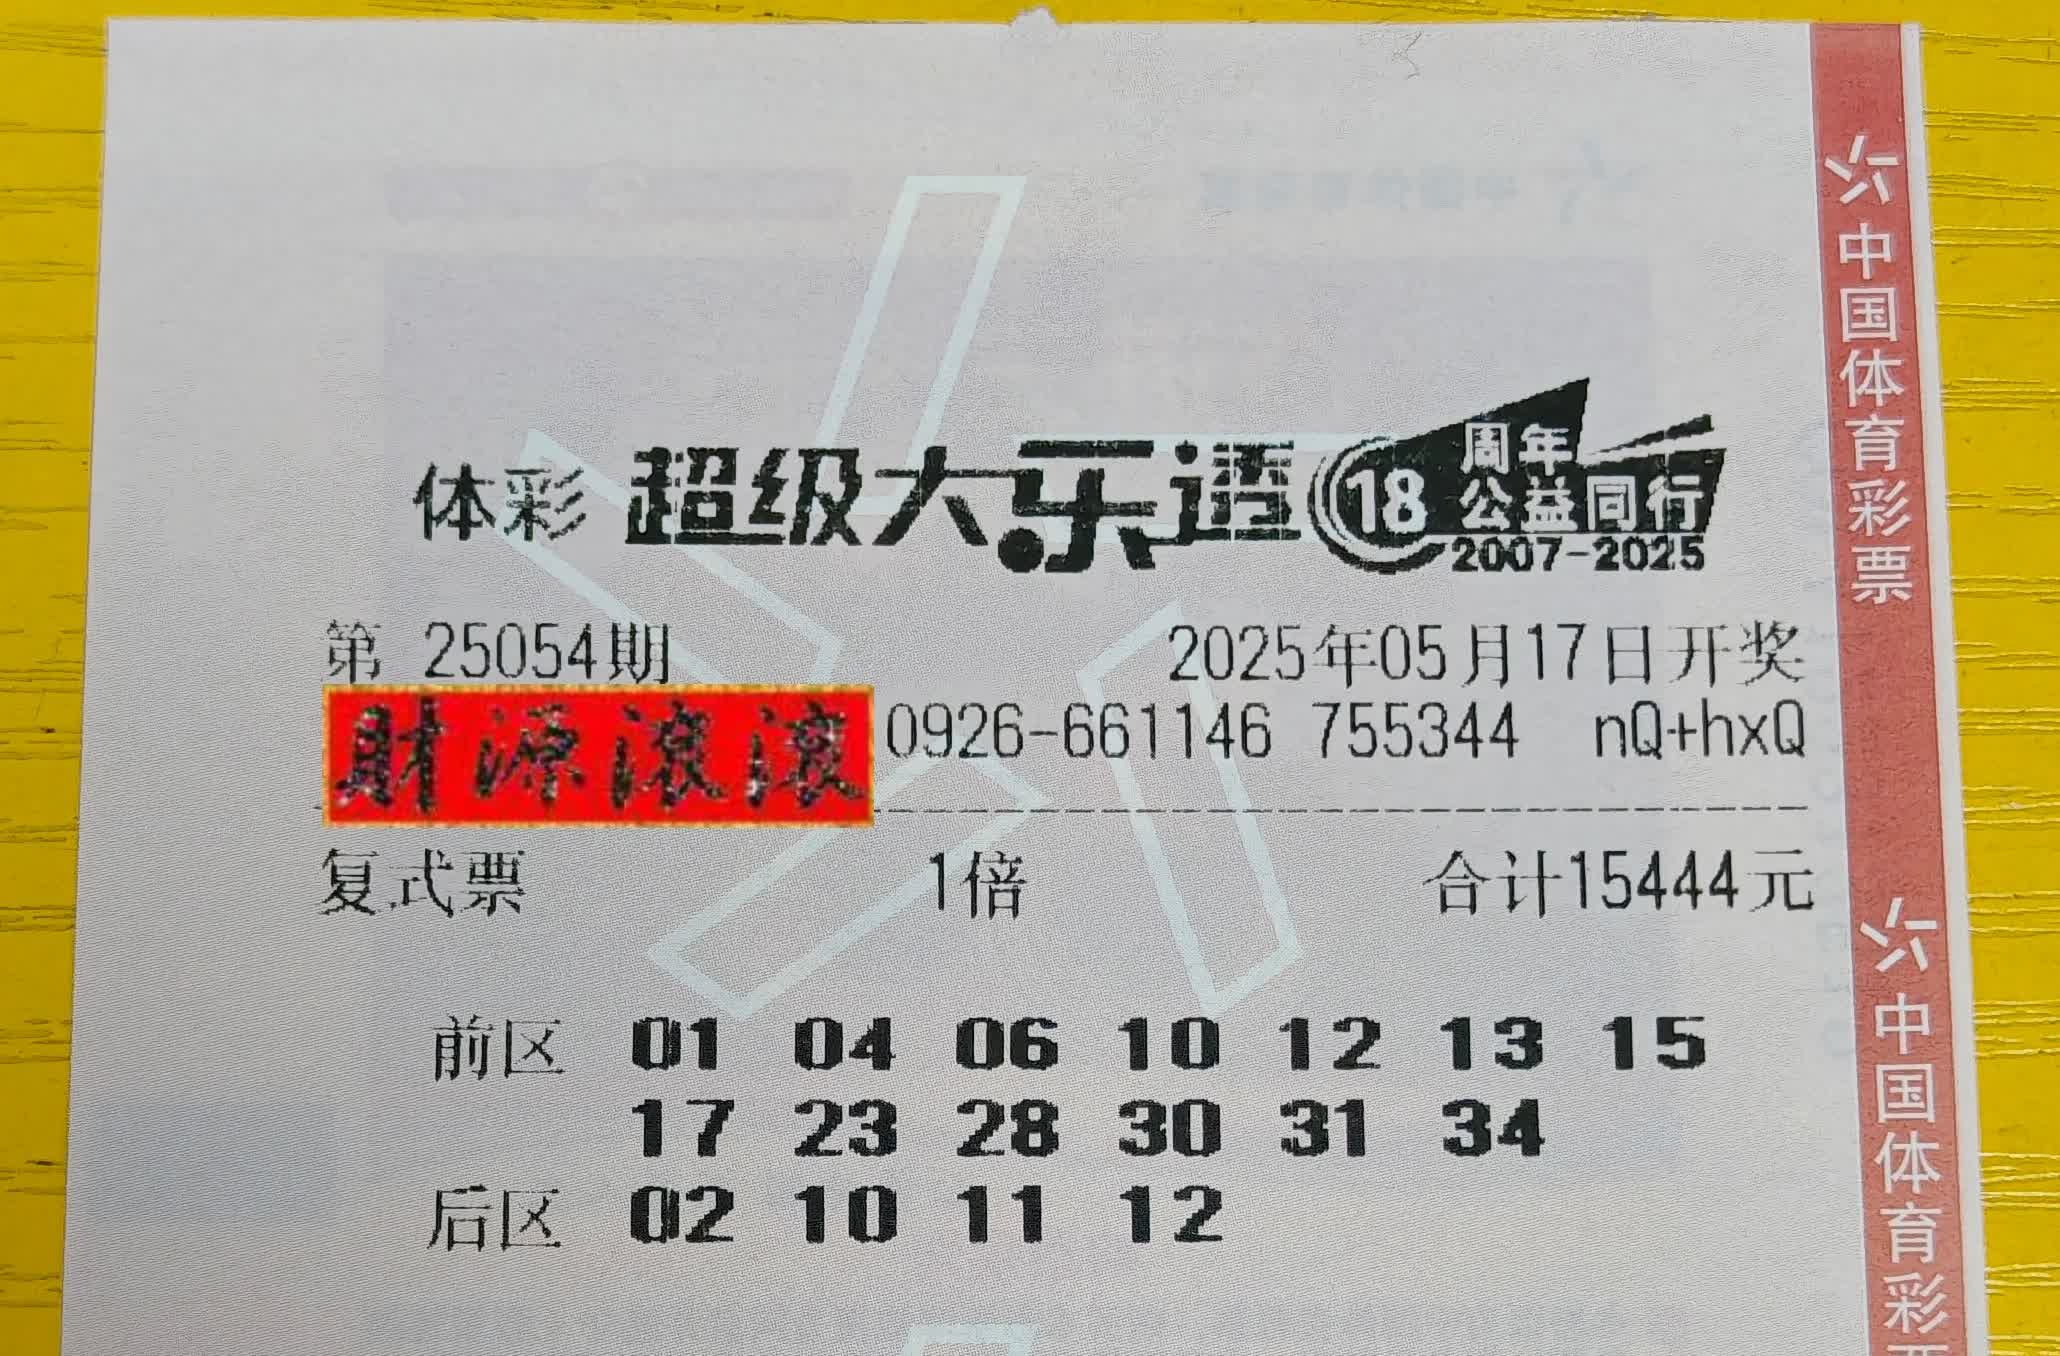 体彩 超级大乐透 18 周年
公益同行
2007-2025
第 25054期 2025年05月17日开奖
財源滚滚 0926-661146 755344 nQ+hxQ
复式票 1倍 合计15444元
前区 01 04 06 10 12 13 15
17 23 28 30 31 34
后区 02 10 11 12
中国体育彩票
中国体育彩票